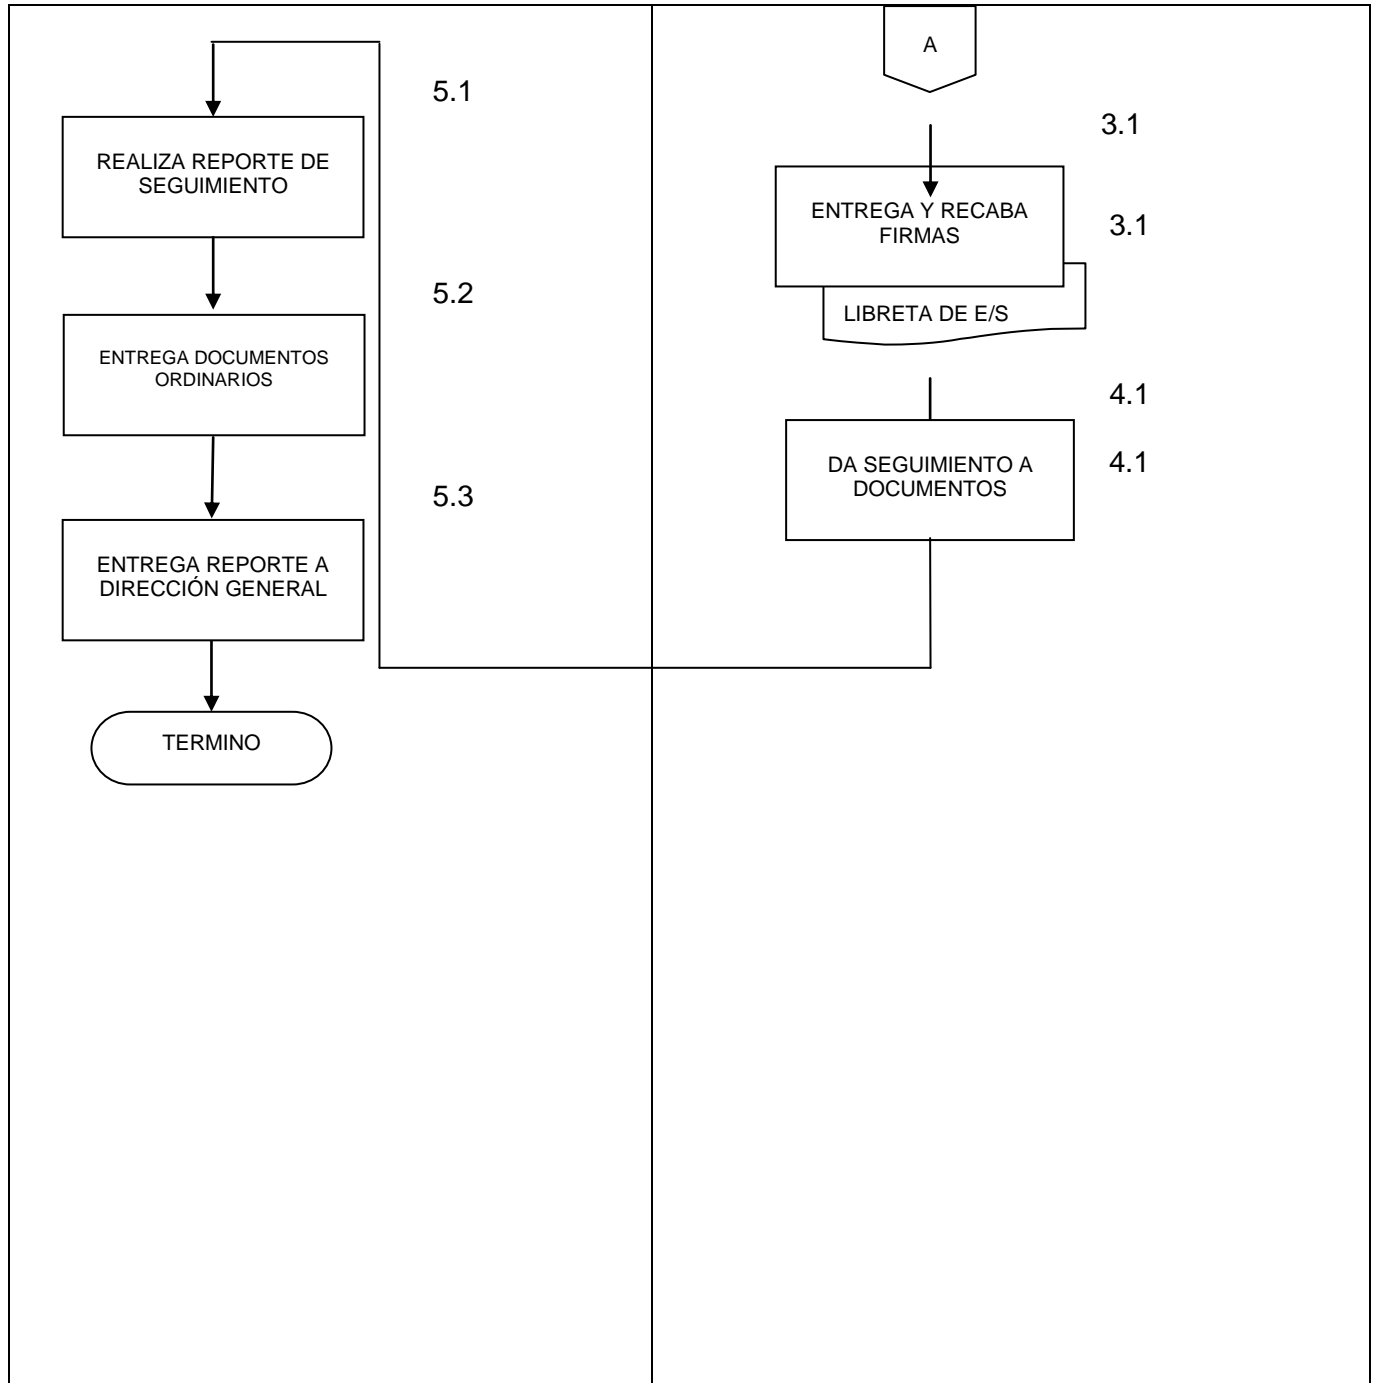 5.1
REALIZA REPORTE DE
SEGUIMIENTO
5.2
ENTREGA DOCUMENTOS
ORDINARIOS
5.3
ENTREGA REPORTE A
DIRECCIÓN GENERAL
TERMINO
A
3.1
ENTREGA Y RECABA
FIRMAS
3.1
LIBRETA DE E/S
4.1
DA SEGUIMIENTO A
DOCUMENTOS
4.1